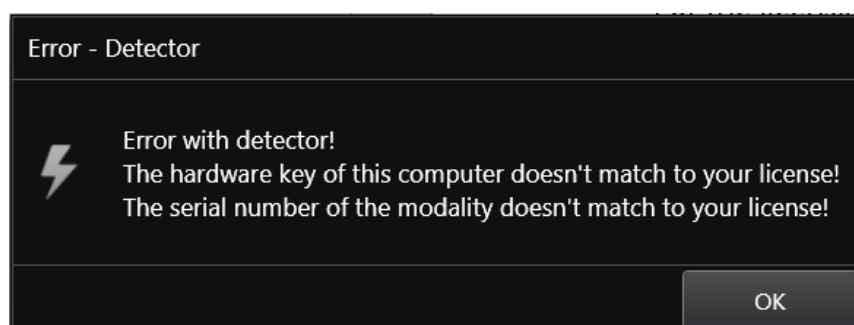 Error - Detector
Error with detector!
The hardware key of this computer doesn't match to your license!
The serial number of the modality doesn't match to your license!
OK